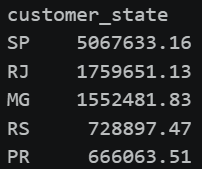 customer_state
SP    5067633.16
RJ    1759651.13
MG    1552481.83
RS     728897.47
PR     666063.51